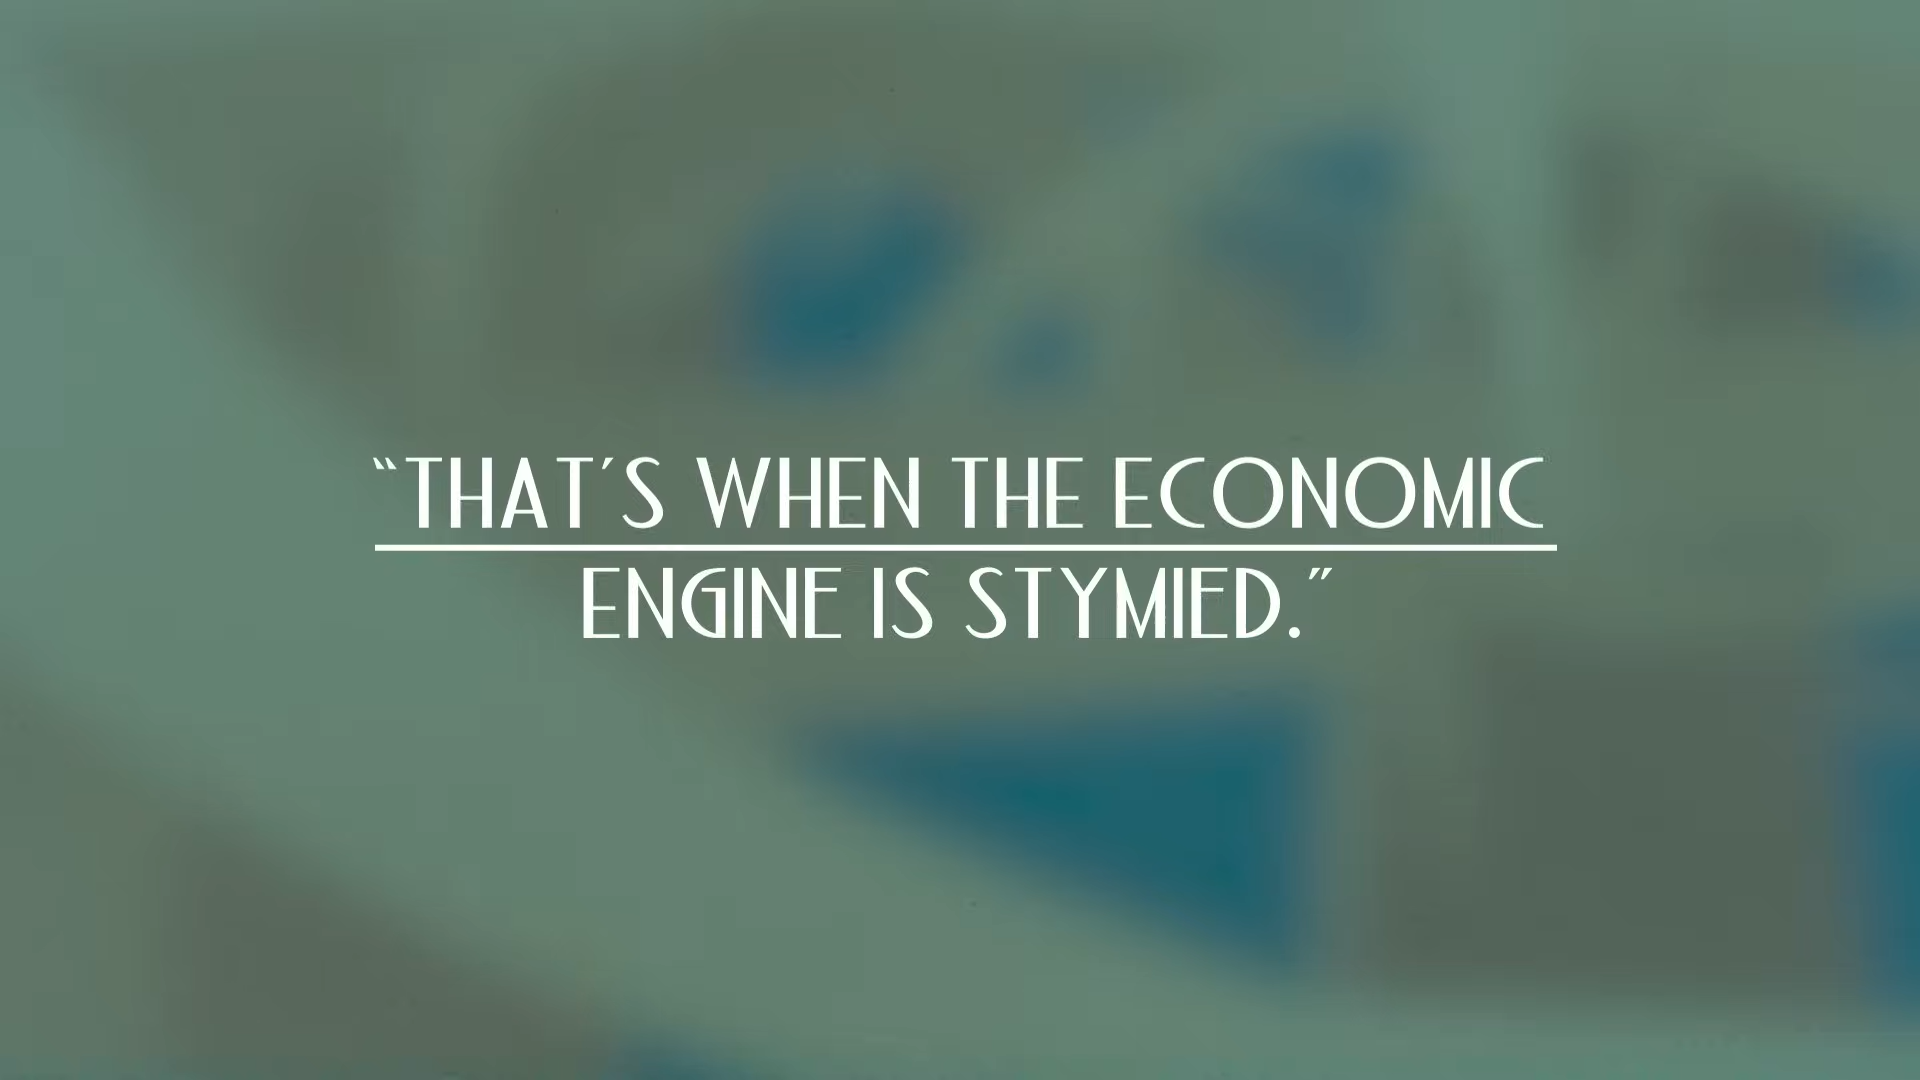 “THAT’S WHEN THE ECONOMIC
ENGINE IS STYMIED.”